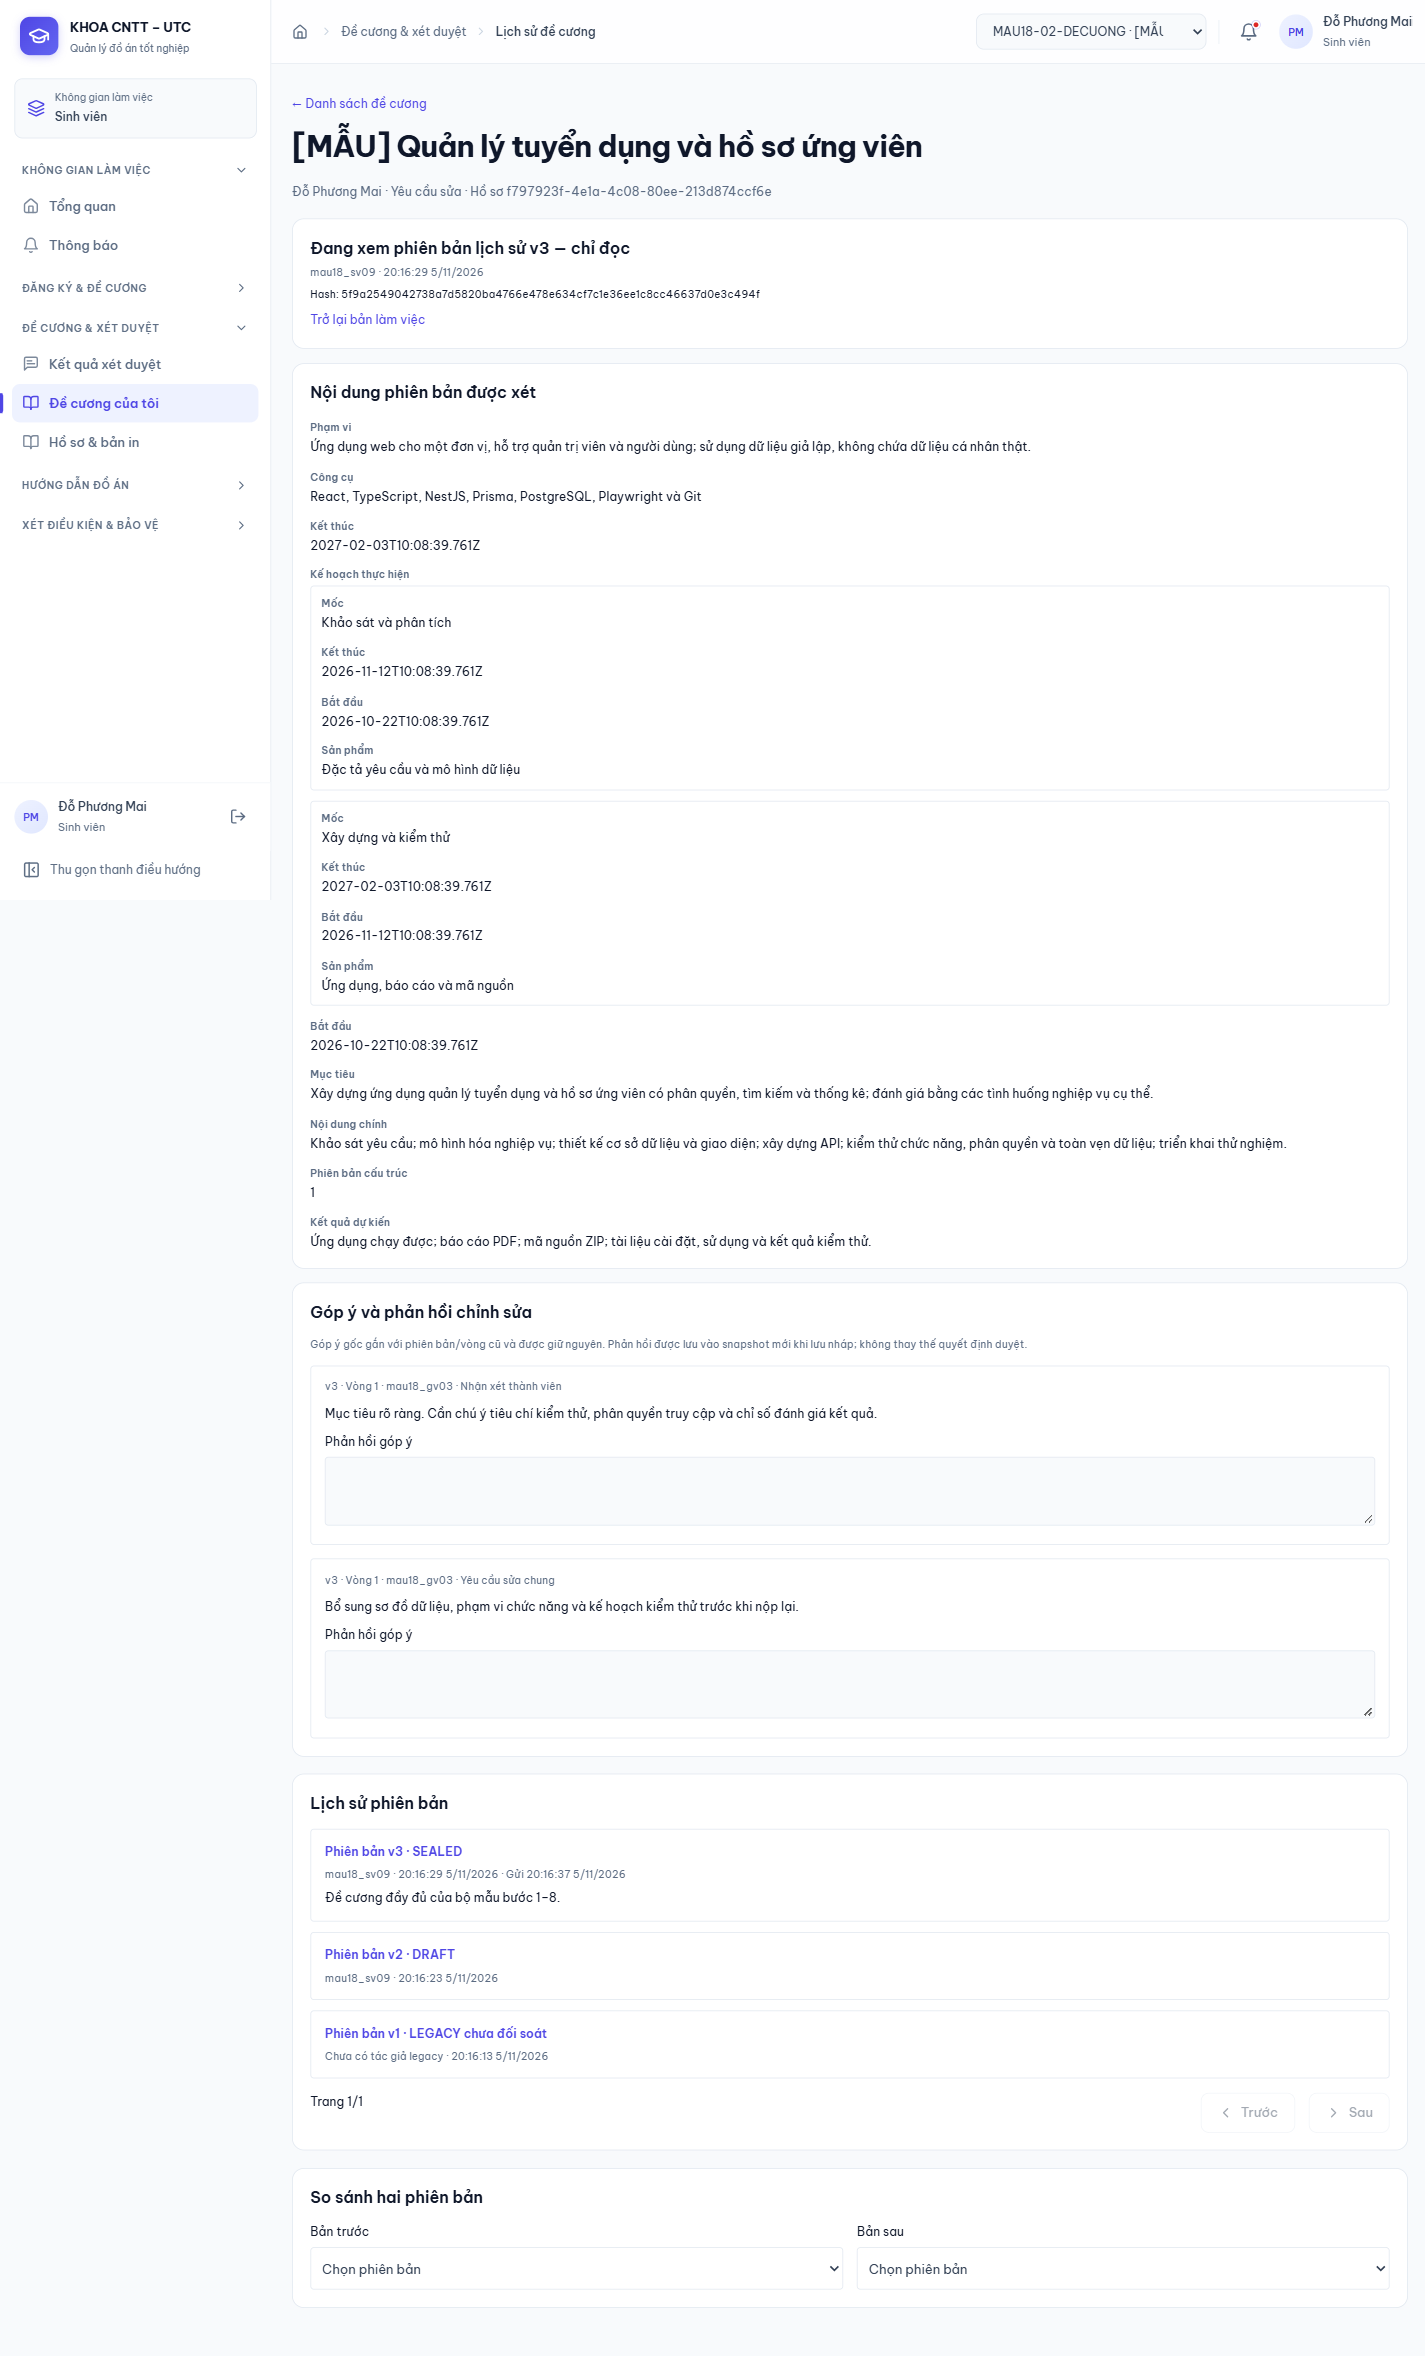 KHOA CNTT – UTC
Quản lý đồ án tốt nghiệp
Không gian làm việc
Sinh viên
KHÔNG GIAN LÀM VIỆC
Tổng quan
Thông báo
ĐĂNG KÝ & ĐỀ CƯƠNG
ĐỀ CƯƠNG & XÉT DUYỆT
Kết quả xét duyệt
Đề cương của tôi
Hồ sơ & bản in
HƯỚNG DẪN ĐỒ ÁN
XÉT ĐIỀU KIỆN & BẢO VỆ
PM
Đỗ Phương Mai
Sinh viên
Thu gọn thanh điều hướng
Đề cương & xét duyệt
Lịch sử đề cương
MAU18-02-DECUONG · [MẪU
PM
Đỗ Phương Mai
Sinh viên
← Danh sách đề cương
[MẪU] Quản lý tuyển dụng và hồ sơ ứng viên
Đỗ Phương Mai · Yêu cầu sửa · Hồ sơ f797923f-4e1a-4c08-80ee-213d874ccf6e
Đang xem phiên bản lịch sử v3 — chỉ đọc
mau18_sv09 · 20:16:29 5/11/2026
Hash: 5f9a2549042738a7d5820ba4766e478e634cf7c1e36ee1c8cc46637d0e3c494f
Trở lại bản làm việc
Nội dung phiên bản được xét
Phạm vi
Ứng dụng web cho một đơn vị, hỗ trợ quản trị viên và người dùng; sử dụng dữ liệu giả lập, không chứa dữ liệu cá nhân thật.
Công cụ
React, TypeScript, NestJS, Prisma, PostgreSQL, Playwright và Git
Kết thúc
2027-02-03T10:08:39.761Z
Kế hoạch thực hiện
Mốc
Khảo sát và phân tích
Kết thúc
2026-11-12T10:08:39.761Z
Bắt đầu
2026-10-22T10:08:39.761Z
Sản phẩm
Đặc tả yêu cầu và mô hình dữ liệu
Mốc
Xây dựng và kiểm thử
Kết thúc
2027-02-03T10:08:39.761Z
Bắt đầu
2026-11-12T10:08:39.761Z
Sản phẩm
Ứng dụng, báo cáo và mã nguồn
Bắt đầu
2026-10-22T10:08:39.761Z
Mục tiêu
Xây dựng ứng dụng quản lý tuyển dụng và hồ sơ ứng viên có phân quyền, tìm kiếm và thống kê; đánh giá bằng các tình huống nghiệp vụ cụ thể.
Nội dung chính
Khảo sát yêu cầu; mô hình hóa nghiệp vụ; thiết kế cơ sở dữ liệu và giao diện; xây dựng API; kiểm thử chức năng, phân quyền và toàn vẹn dữ liệu; triển khai thử nghiệm.
Phiên bản cấu trúc
1
Kết quả dự kiến
Ứng dụng chạy được; báo cáo PDF; mã nguồn ZIP; tài liệu cài đặt, sử dụng và kết quả kiểm thử.
Góp ý và phản hồi chỉnh sửa
Góp ý gốc gắn với phiên bản/vòng cũ và được giữ nguyên. Phản hồi được lưu vào snapshot mới khi lưu nháp; không thay thế quyết định duyệt.
v3 · Vòng 1 · mau18_gv03 · Nhận xét thành viên
Mục tiêu rõ ràng. Cần chú ý tiêu chí kiểm thử, phân quyền truy cập và chỉ số đánh giá kết quả.
Phản hồi góp ý
v3 · Vòng 1 · mau18_gv03 · Yêu cầu sửa chung
Bổ sung sơ đồ dữ liệu, phạm vi chức năng và kế hoạch kiểm thử trước khi nộp lại.
Phản hồi góp ý
Lịch sử phiên bản
Phiên bản v3 · SEALED
mau18_sv09 · 20:16:29 5/11/2026 · Gửi 20:16:37 5/11/2026
Đề cương đầy đủ của bộ mẫu bước 1–8.
Phiên bản v2 · DRAFT
mau18_sv09 · 20:16:23 5/11/2026
Phiên bản v1 · LEGACY chưa đối soát
Chưa có tác giả legacy · 20:16:13 5/11/2026
Trang 1/1
Trước
Sau
So sánh hai phiên bản
Bản trước
Bản sau
Chọn phiên bản
Chọn phiên bản